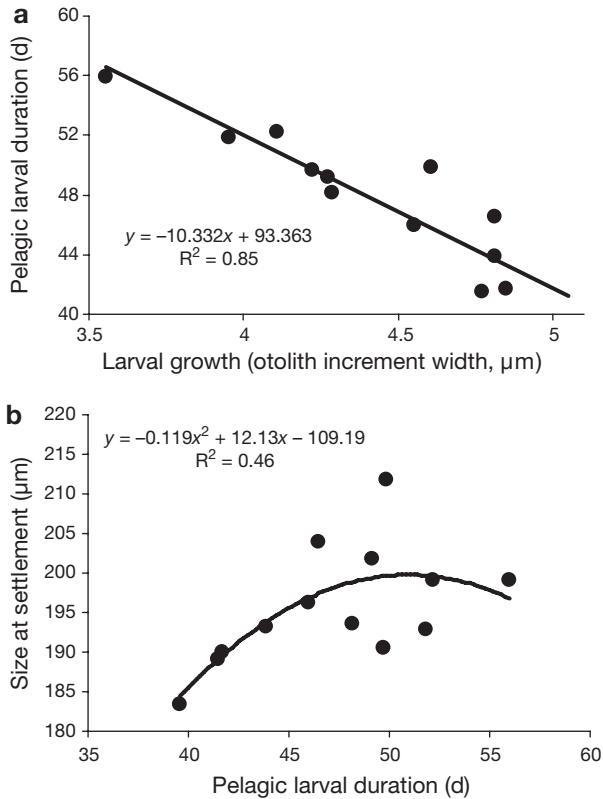 a
60
56
52
48
44
40
Pelagic larval duration (d)
y = –10.332x + 93.363
R² = 0.85
3.5
4
4.5
5
Larval growth (otolith increment width, µm)
b
220
215
210
205
200
195
190
185
180
Size at settlement (µm)
y = –0.119x² + 12.13x – 109.19
R² = 0.46
35
40
45
50
55
60
Pelagic larval duration (d)